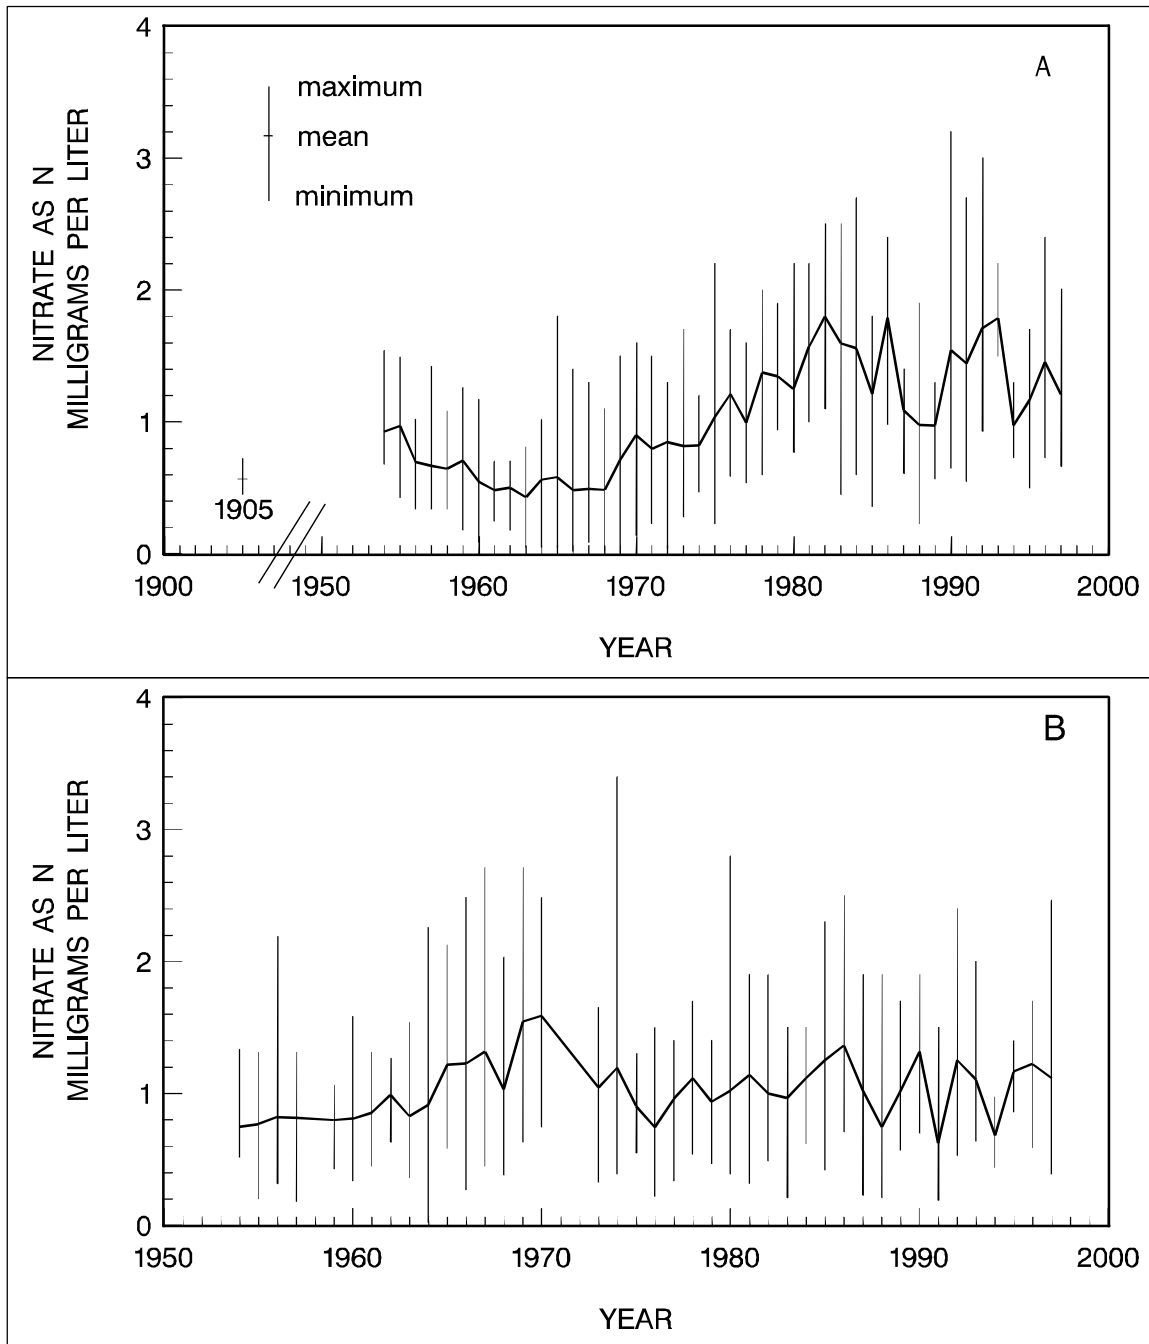 4
A
maximum
mean
minimum
3
2
1
0
NITRATE AS N
MILLIGRAMS PER LITER
1905
1900 1950 1960 1970 1980 1990 2000
YEAR
4
B
3
2
1
0
NITRATE AS N
MILLIGRAMS PER LITER
1950 1960 1970 1980 1990 2000
YEAR